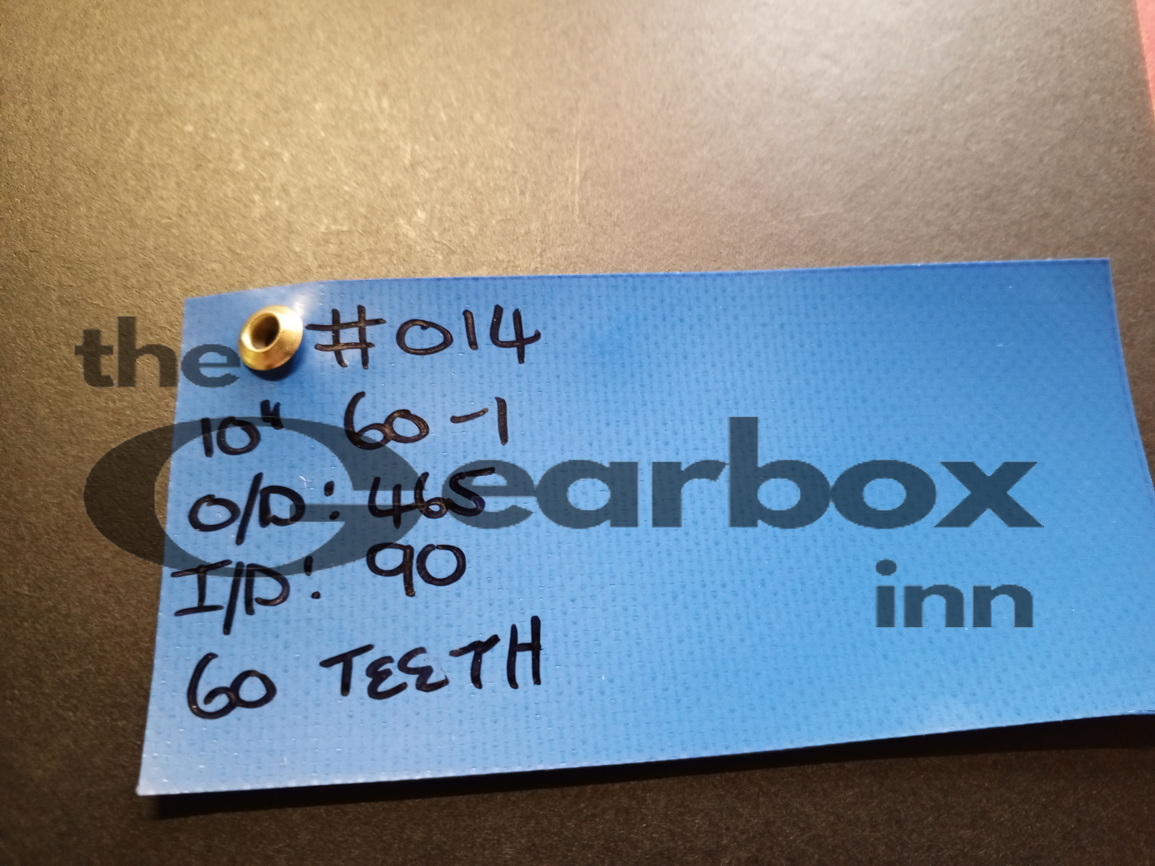 #014
10" 60-1
O/D: 465
I/D: 90
60 TEETH
the
Gearbox
inn